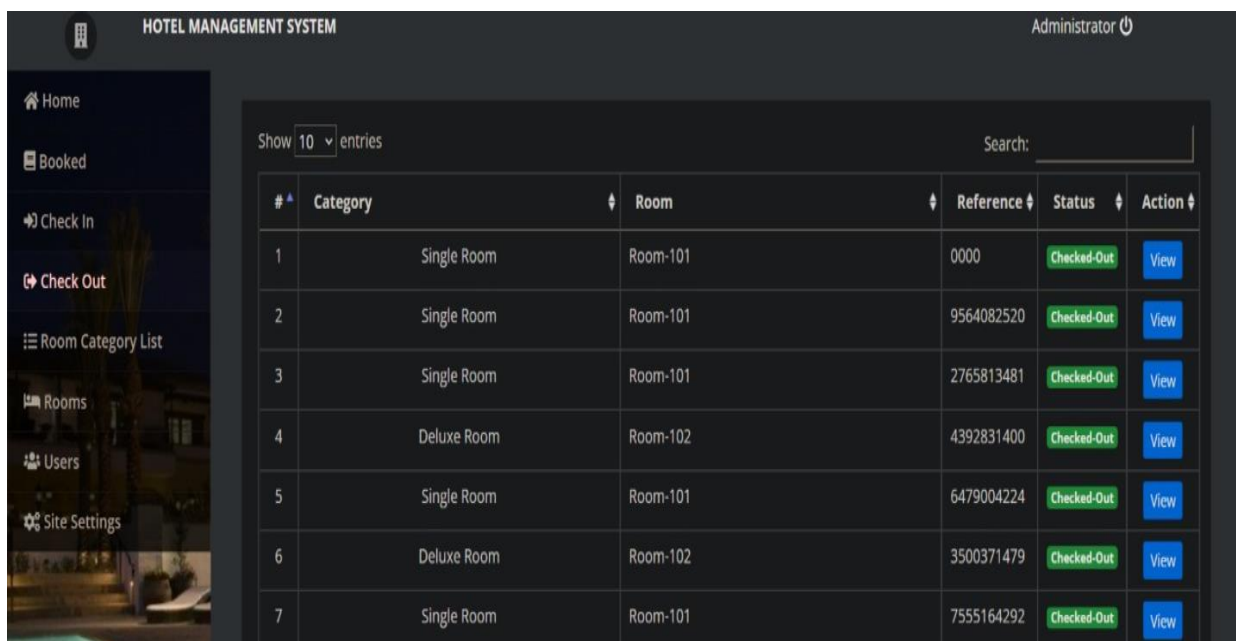 HOTEL MANAGEMENT SYSTEM
Administrator
Home
Booked
Check In
Check Out
Room Category List
Rooms
Users
Site Settings
Show 10 entries
Search:
# Category Room Reference Status Action
1 Single Room Room-101 0000 Checked-Out View
2 Single Room Room-101 9564082520 Checked-Out View
3 Single Room Room-101 2765813481 Checked-Out View
4 Deluxe Room Room-102 4392831400 Checked-Out View
5 Single Room Room-101 6479004224 Checked-Out View
6 Deluxe Room Room-102 3500371479 Checked-Out View
7 Single Room Room-101 7555164292 Checked-Out View